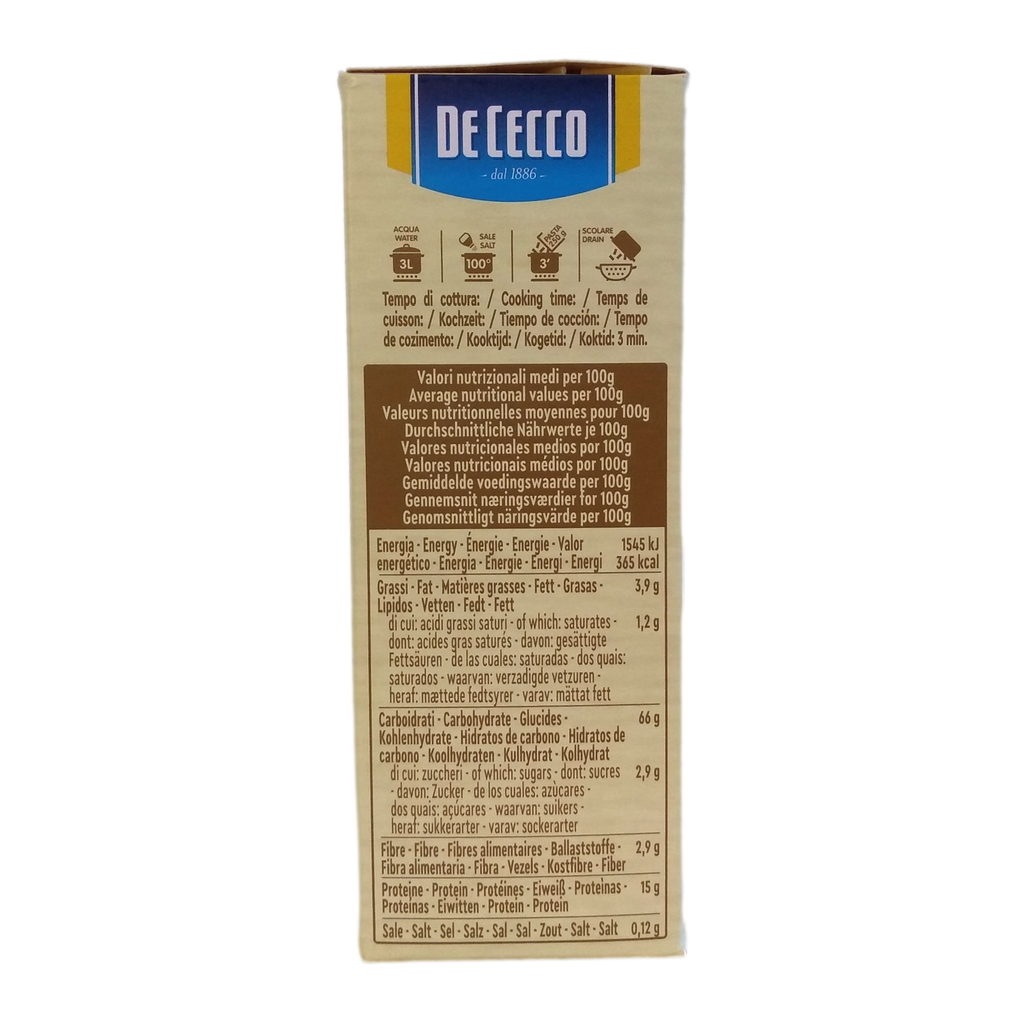 DE CECCO
- dal 1886 -
ACQUA
WATER
3L
SALE
SALT
100°
PASTA
250 g
3'
SCOLARE
DRAIN
Tempo di cottura: / Cooking time: / Temps de
cuisson: / Kochzeit: / Tiempo de cocción: / Tempo
de cozimento: / Kooktijd: / Kogetid: / Koktid: 3 min.
Valori nutrizionali medi per 100g
Average nutritional values per 100g
Valeurs nutritionnelles moyennes pour 100g
Durchschnittliche Nährwerte je 100g
Valores nutricionales medios por 100g
Valores nutricionais médios por 100g
Gemiddelde voedingswaarde per 100g
Gennemsnit næringsværdier for 100g
Genomsnittligt näringsvärde per 100g
Energia - Energy - Énergie - Energie - Valor 1545 kJ
energético - Energia - Energie - Energi - Energi 365 kcal
Grassi - Fat - Matières grasses - Fett - Grasas - 3,9 g
Lipidos - Vetten - Fedt - Fett
di cui: acidi grassi saturi - of which: saturates - 1,2 g
dont: acides gras saturés - davon: gesättigte
Fettsäuren - de las cuales: saturadas - dos quais:
saturados - waarvan: verzadigde vetzuren -
heraf: mættede fedtsyrer - varav: mättat fett
Carboidrati - Carbohydrate - Glucides - 66 g
Kohlenhydrate - Hidratos de carbono - Hidratos de
carbono - Koolhydraten - Kulhydrat - Kolhydrat
di cui: zuccheri - of which: sugars - dont: sucres 2,9 g
- davon: Zucker - de los cuales: azúcares -
dos quais: açúcares - waarvan: suikers -
heraf: sukkerarter - varav: sockerarter
Fibre - Fibre - Fibres alimentaires - Ballaststoffe - 2,9 g
Fibra alimentaria - Fibra - Vezels - Kostfibre - Fiber
Proteine - Protein - Protéines - Eiweiß - Proteínas - 15 g
Proteínas - Eiwitten - Protein - Protein
Sale - Salt - Sel - Salz - Sal - Sal - Zout - Salt - Salt 0,12 g